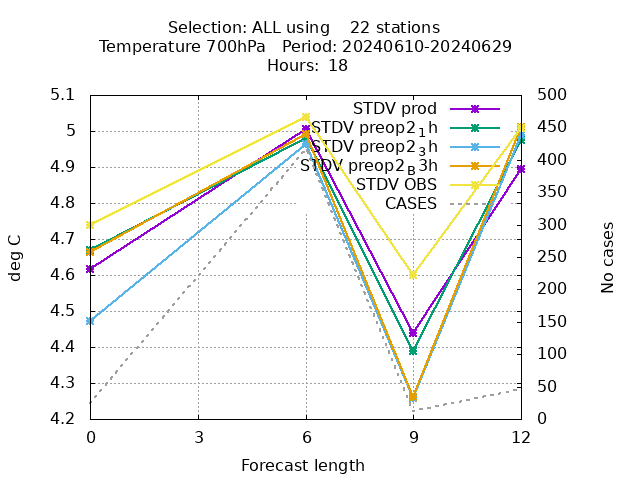 Selection: ALL using    22 stations
Temperature 700hPa   Period: 20240610-20240629
Hours:  18
5.1
5
4.9
4.8
4.7
4.6
4.5
4.4
4.3
4.2
deg C
STDV prod
STDV preop2₁h
STDV preop2₃h
STDV preop2_B3h
STDV OBS
CASES
500
450
400
350
300
250
200
150
100
50
0
No cases
0 3 6 9 12
Forecast length